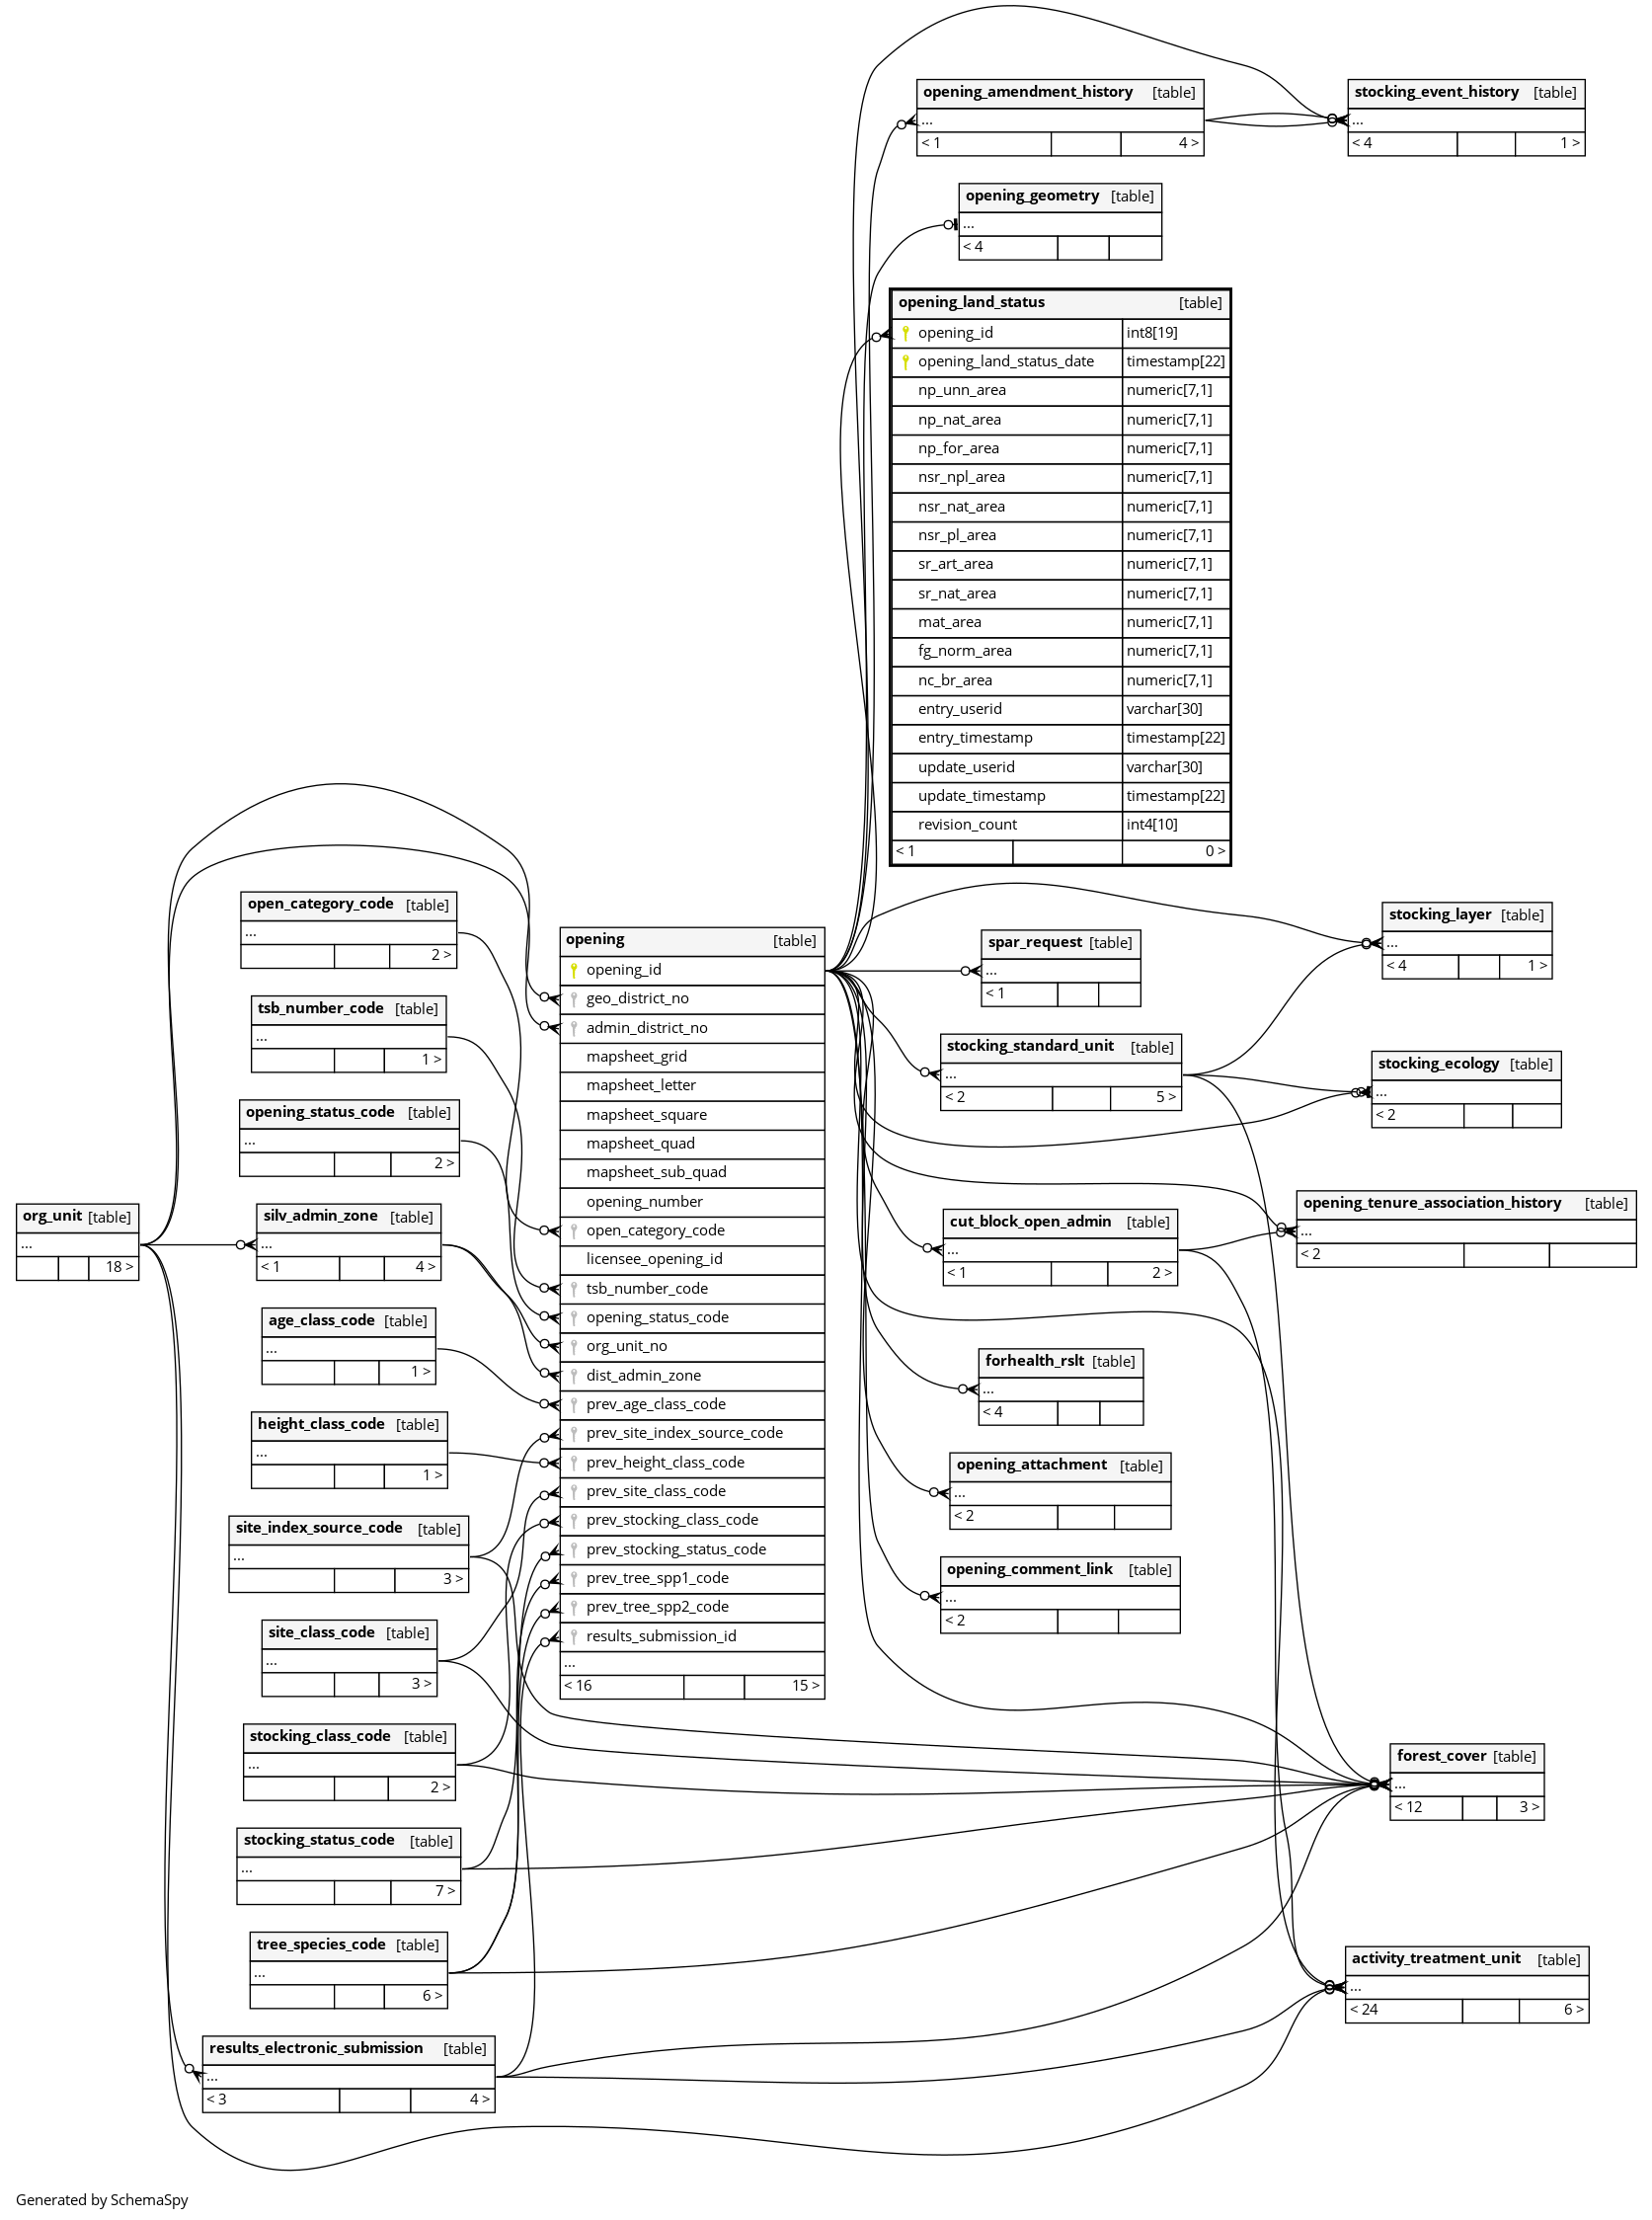 opening_amendment_history [table]
...
< 1 4 >
stocking_event_history [table]
...
< 4 1 >
opening_geometry [table]
...
< 4
opening_land_status [table]
opening_id int8[19]
opening_land_status_date timestamp[22]
np_unn_area numeric[7,1]
np_nat_area numeric[7,1]
np_for_area numeric[7,1]
nsr_npl_area numeric[7,1]
nsr_nat_area numeric[7,1]
nsr_pl_area numeric[7,1]
sr_art_area numeric[7,1]
sr_nat_area numeric[7,1]
mat_area numeric[7,1]
fg_norm_area numeric[7,1]
nc_br_area numeric[7,1]
entry_userid varchar[30]
entry_timestamp timestamp[22]
update_userid varchar[30]
update_timestamp timestamp[22]
revision_count int4[10]
< 1 0 >
org_unit [table]
...
18 >
open_category_code [table]
...
2 >
tsb_number_code [table]
...
1 >
opening_status_code [table]
...
2 >
silv_admin_zone [table]
...
< 1 4 >
age_class_code [table]
...
1 >
height_class_code [table]
...
1 >
site_index_source_code [table]
...
3 >
site_class_code [table]
...
3 >
stocking_class_code [table]
...
2 >
stocking_status_code [table]
...
7 >
tree_species_code [table]
...
6 >
results_electronic_submission [table]
...
< 3 4 >
opening [table]
opening_id
geo_district_no
admin_district_no
mapsheet_grid
mapsheet_letter
mapsheet_square
mapsheet_quad
mapsheet_sub_quad
opening_number
open_category_code
licensee_opening_id
tsb_number_code
opening_status_code
org_unit_no
dist_admin_zone
prev_age_class_code
prev_site_index_source_code
prev_height_class_code
prev_site_class_code
prev_stocking_class_code
prev_stocking_status_code
prev_tree_spp1_code
prev_tree_spp2_code
results_submission_id
...
< 16 15 >
spar_request [table]
...
< 1
stocking_standard_unit [table]
...
< 2 5 >
cut_block_open_admin [table]
...
< 1 2 >
forhealth_rslt [table]
...
< 4
opening_attachment [table]
...
< 2
opening_comment_link [table]
...
< 2
stocking_layer [table]
...
< 4 1 >
stocking_ecology [table]
...
< 2
opening_tenure_association_history [table]
...
< 2
forest_cover [table]
...
< 12 3 >
activity_treatment_unit [table]
...
< 24 6 >
Generated by SchemaSpy